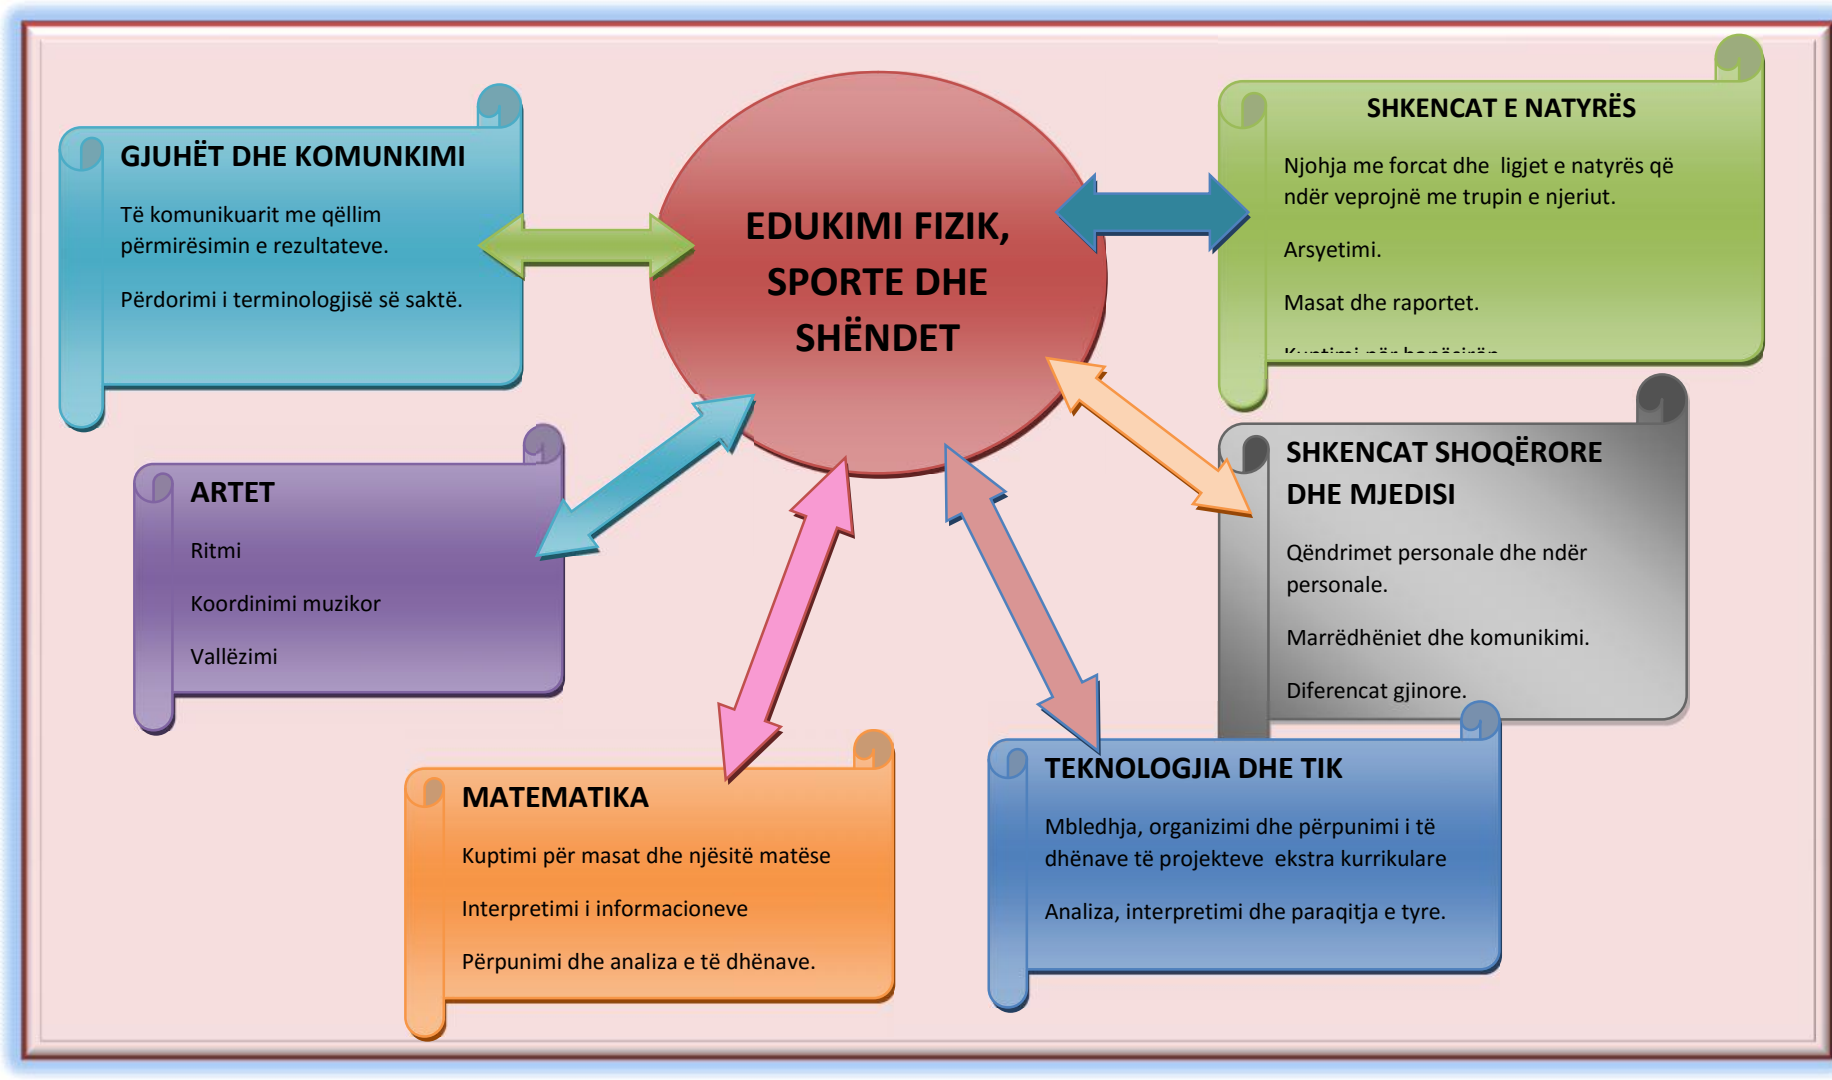 GJUHËT DHE KOMUNKIMI
Të komunikuarit me qëllim
përmirësimin e rezultateve.
Përdorimi i terminologjisë së saktë.
EDUKIMI FIZIK,
SPORTE DHE
SHËNDET
SHKENCAT E NATYRËS
Njohja me forcat dhe ligjet e natyrës që
ndër veprojnë me trupin e njeriut.
Arsyetimi.
Masat dhe raportet.
Kuptimi për hapësirën
ARTET
Ritmi
Koordinimi muzikor
Vallëzimi
SHKENCAT SHOQËRORE
DHE MJEDISI
Qëndrimet personale dhe ndër
personale.
Marrëdhëniet dhe komunikimi.
Diferencat gjinore.
MATEMATIKA
Kuptimi për masat dhe njësitë matëse
Interpretimi i informacioneve
Përpunimi dhe analiza e të dhënave.
TEKNOLOGJIA DHE TIK
Mbledhja, organizimi dhe përpunimi i të
dhënave të projekteve ekstra kurrikulare
Analiza, interpretimi dhe paraqitja e tyre.